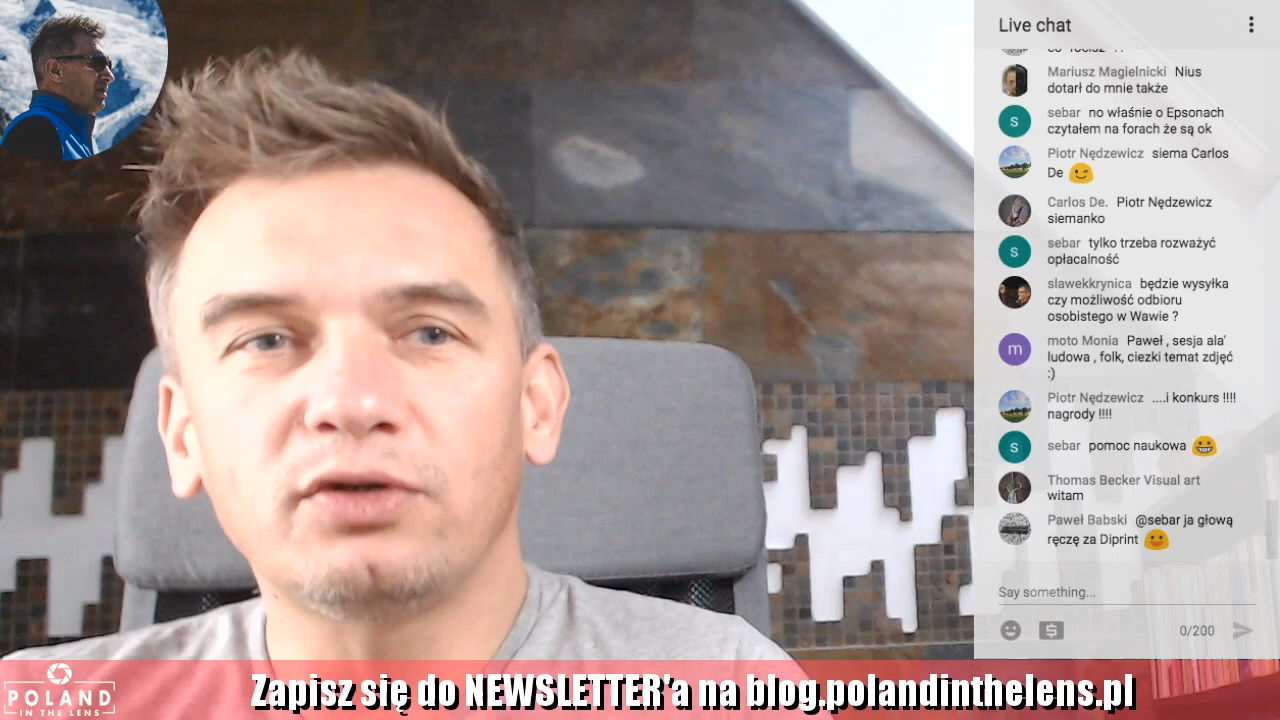 Live chat
Mariusz Magielnicki Nius
dotarł do mnie także
s
sebar no właśnie o Epsonach
czytałem na forach że są ok
Piotr Nędzewicz siema Carlos
De
Carlos De. Piotr Nędzewicz
siemanko
s
sebar tylko trzeba rozważyć
opłacalność
slawekkrynica będzie wysyłka
czy możliwość odbioru
osobistego w Wawie ?
m
moto Monia Paweł , sesja ala'
ludowa , folk, ciezki temat zdjęć
:)
Piotr Nędzewicz ....i konkurs !!!!
nagrody !!!!
s
sebar pomoc naukowa
Thomas Becker Visual art
witam
Paweł Babski @sebar ja głową
ręczę za Diprint
Say something...
0/200
POLAND
IN THE LENS
Zapisz się do NEWSLETTER'a na blog.polandinthelens.pl